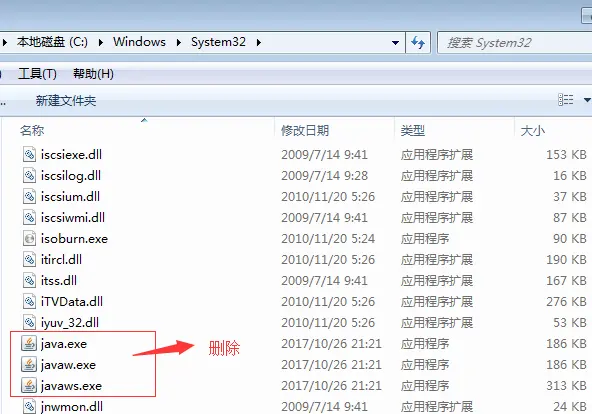 本地磁盘 (C:) Windows System32 搜索 System32
工具(T) 帮助(H)
新建文件夹
名称 修改日期 类型 大小
iscsiexe.dll 2009/7/14 9:41 应用程序扩展 153 KB
iscsilog.dll 2009/7/14 9:28 应用程序扩展 16 KB
iscsium.dll 2010/11/20 5:26 应用程序扩展 37 KB
iscsiwmi.dll 2009/7/14 9:41 应用程序扩展 87 KB
isoburn.exe 2010/11/20 5:24 应用程序 90 KB
itircl.dll 2010/11/20 5:26 应用程序扩展 190 KB
itss.dll 2009/7/14 9:41 应用程序扩展 167 KB
iTVData.dll 2010/11/20 5:26 应用程序扩展 276 KB
iyuv_32.dll 2010/11/20 5:26 应用程序扩展 53 KB
java.exe 2017/10/26 21:21 应用程序 186 KB
javaw.exe 删除 2017/10/26 21:21 应用程序 186 KB
javaws.exe 2017/10/26 21:21 应用程序 313 KB
jnwmon.dll 2009/7/14 9:41 应用程序扩展 24 KB